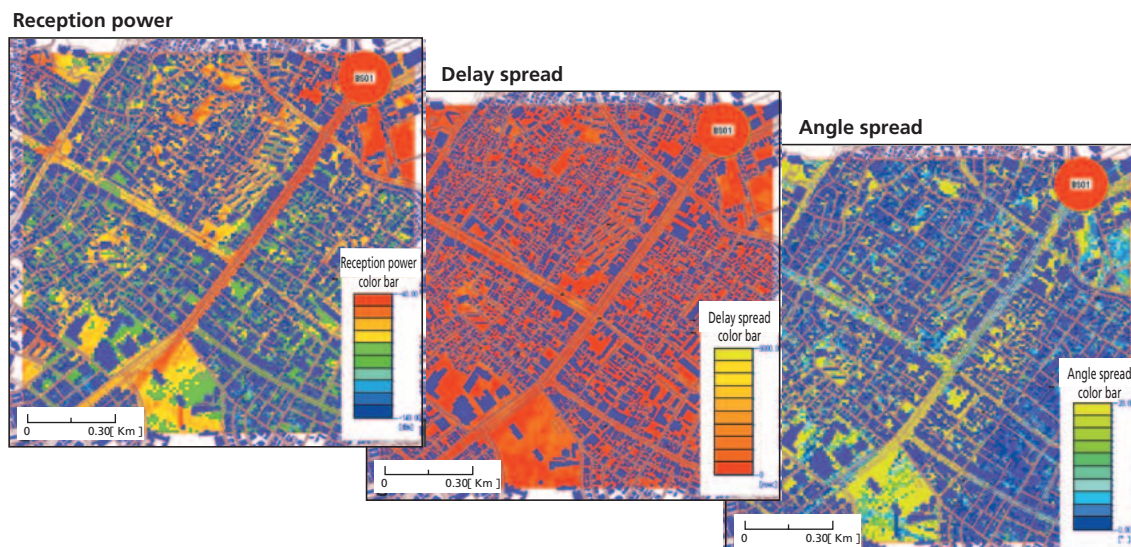 Reception power
BS01
Reception power
color bar
0
0.30[ Km ]
Delay spread
BS01
Delay spread
color bar
0
0.30[ Km ]
Angle spread
BS01
Angle spread
color bar
0
0.30[ Km ]